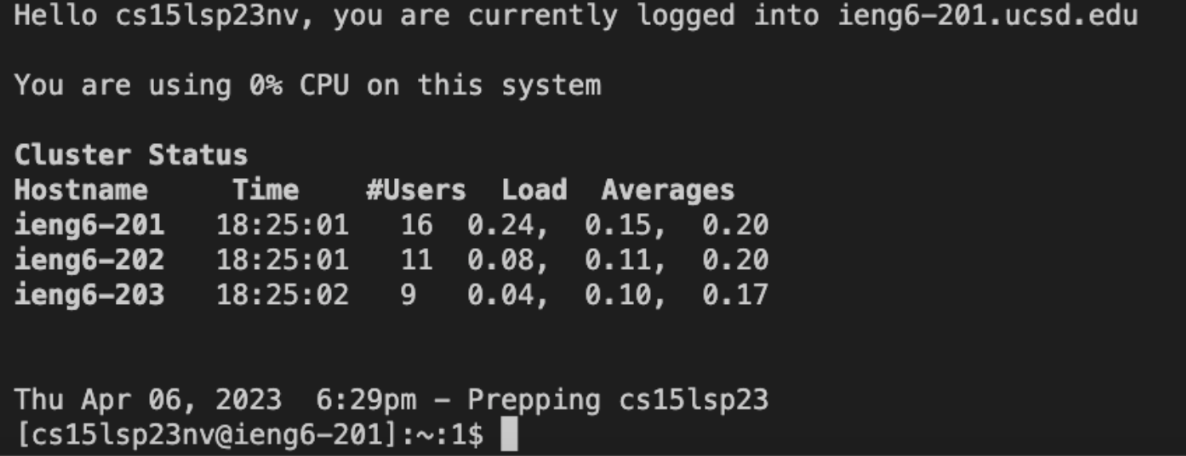 Hello cs15lsp23nv, you are currently logged into ieng6-201.ucsd.edu
You are using 0% CPU on this system
Cluster Status
Hostname     Time    #Users  Load  Averages
ieng6-201   18:25:01   16  0.24,  0.15,  0.20
ieng6-202   18:25:01   11  0.08,  0.11,  0.20
ieng6-203   18:25:02   9   0.04,  0.10,  0.17
Thu Apr 06, 2023  6:29pm - Prepping cs15lsp23
[cs15lsp23nv@ieng6-201]:~:1$